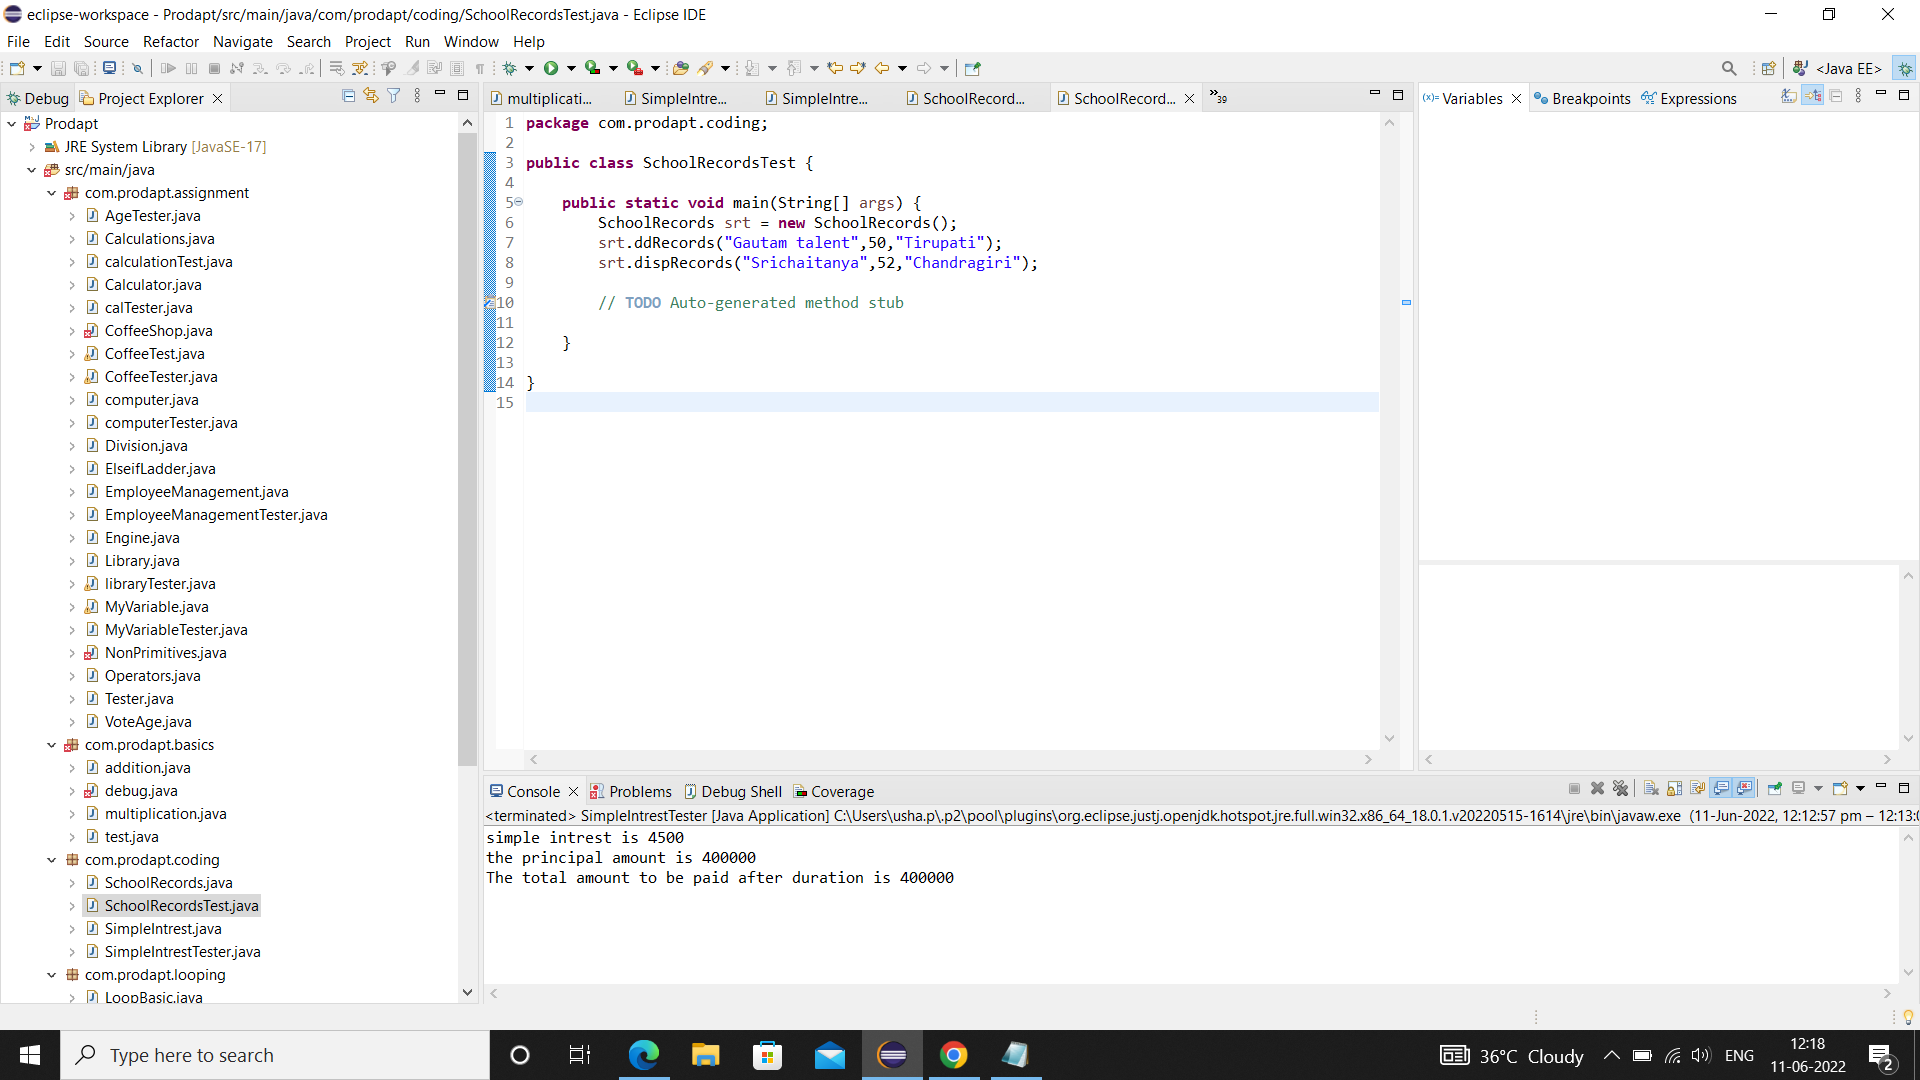 eclipse-workspace - Prodapt/src/main/java/com/prodapt/coding/SchoolRecordsTest.java - Eclipse IDE
File Edit Source Refactor Navigate Search Project Run Window Help
<Java EE>
Debug Project Explorer
multiplicati... SimpleIntre... SimpleIntre... SchoolRecord... SchoolRecord... »39
(x)= Variables Breakpoints Expressions
Prodapt
JRE System Library [JavaSE-17]
src/main/java
com.prodapt.assignment
AgeTester.java
Calculations.java
calculationTest.java
Calculator.java
calTester.java
CoffeeShop.java
CoffeeTest.java
CoffeeTester.java
computer.java
computerTester.java
Division.java
ElseifLadder.java
EmployeeManagement.java
EmployeeManagementTester.java
Engine.java
Library.java
libraryTester.java
MyVariable.java
MyVariableTester.java
NonPrimitives.java
Operators.java
Tester.java
VoteAge.java
com.prodapt.basics
addition.java
debug.java
multiplication.java
test.java
com.prodapt.coding
SchoolRecords.java
SchoolRecordsTest.java
SimpleIntrest.java
SimpleIntrestTester.java
com.prodapt.looping
LoopBasic.java
1 package com.prodapt.coding;
2
3 public class SchoolRecordsTest {
4
5 public static void main(String[] args) {
6 SchoolRecords srt = new SchoolRecords();
7 srt.ddRecords("Gautam talent",50,"Tirupati");
8 srt.dispRecords("Srichaitanya",52,"Chandragiri");
9
10 // TODO Auto-generated method stub
11
12 }
13
14 }
15
Console Problems Debug Shell Coverage
<terminated> SimpleIntrestTester [Java Application] C:\Users\usha.p\.p2\pool\plugins\org.eclipse.justj.openjdk.hotspot.jre.full.win32.x86_64_18.0.1.v20220515-1614\jre\bin\javaw.exe (11-Jun-2022, 12:12:57 pm – 12:13:0
simple intrest is 4500
the principal amount is 400000
The total amount to be paid after duration is 400000
Type here to search
36°C Cloudy
ENG
12:18
11-06-2022
2